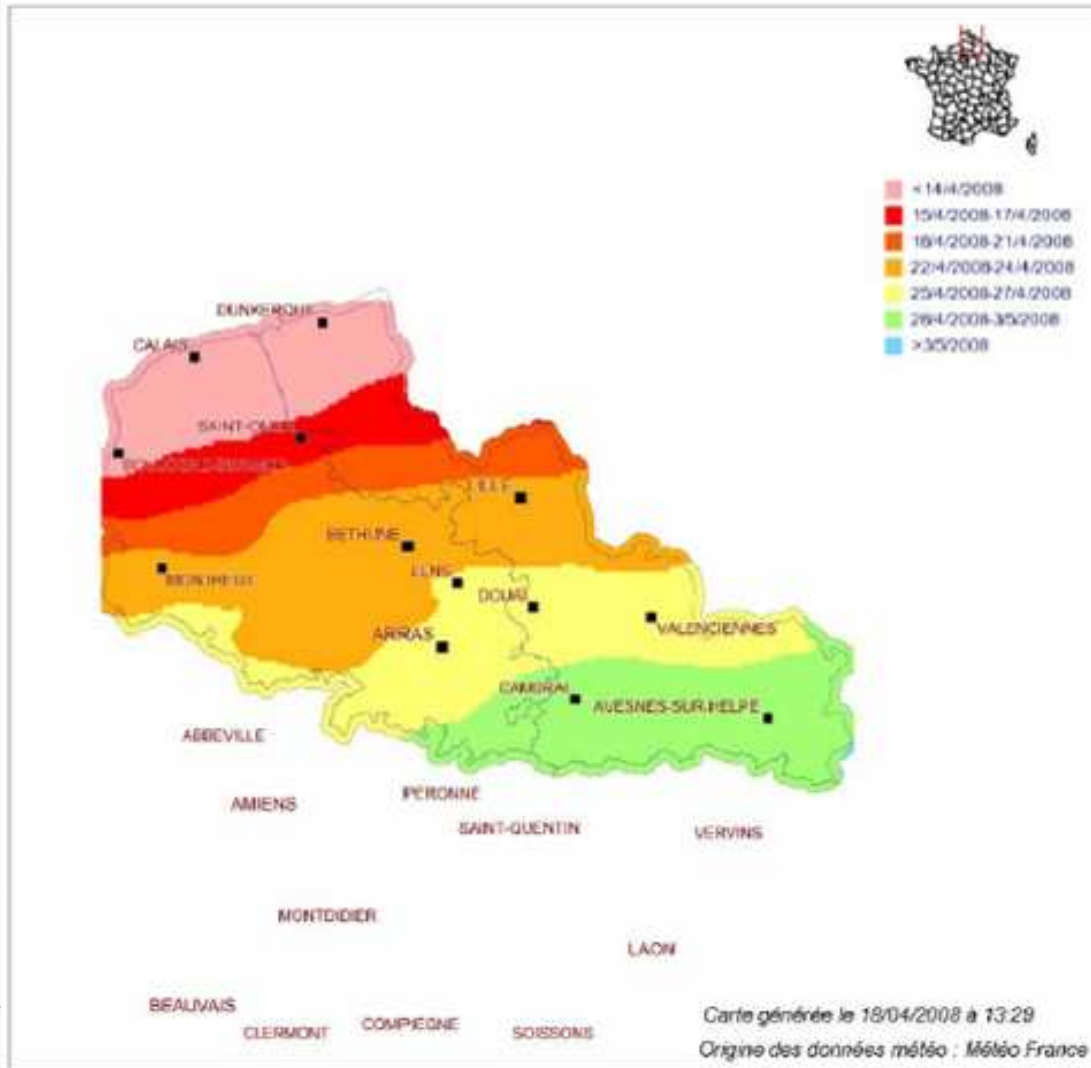 <14/4/2008
15/4/2008-17/4/2008
18/4/2008-21/4/2008
22/4/2008-24/4/2008
25/4/2008-27/4/2008
28/4/2008-3/5/2008
>3/5/2008
DUNKERQUE
CALAIS
SAINT-OMER
LILLE
BETHUNE
MONTREUIL
LENS
DOUAI
VALENCIENNES
ARRAS
CAMBRAI
AVESNES-SUR-HELPE
ABBEVILLE
PERONNE
AMIENS
SAINT-QUENTIN
VERVINS
MONTDIDIER
LAON
BEAUVAIS
CLERMONT
COMPIEGNE
SOISSONS
Carte générée le 18/04/2008 à 13:29
Origine des données météo : Météo France